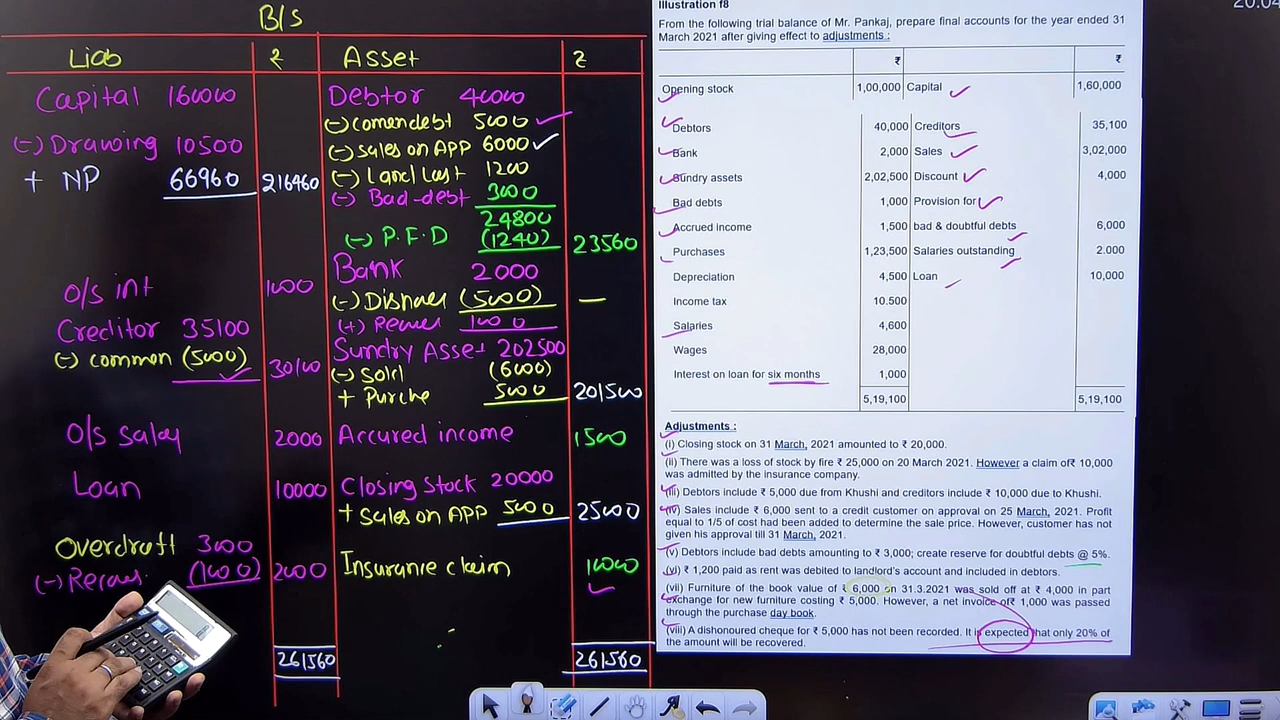 B/S
Liab ₹ Asset ₹
Capital 160000
(-) Drawing 10500
+ NP 66960 216460
O/s int 1000
Creditor 35100
(-) common (5000) 30100
O/s Salay 2000
Loan 10000
Overdraft 3000
(1000) 2000
261560
Debtor 40000
(-) comendebt 5000
(-) Sales on APP 6000
(-) Landlast 1200
(-) Bad-debt 3000
24800
(-) P.F.D (1240) 23560
Bank 2000
(-) Dishner (5000) —
(+) Recver 1000
Sundry Asset 202500
(-) Sold (6000)
+ Purche 5000 201500
Accured income 1500
Closing Stock 20000
+ Sales on APP 5000 25000
Insurance claim 10000
261560
20:04
Illustration f8
From the following trial balance of Mr. Pankaj, prepare final accounts for the year ended 31
March 2021 after giving effect to adjustments :
₹ ₹
Opening stock 1,00,000 Capital 1,60,000
Debtors 40,000 Creditors 35,100
Bank 2,000 Sales 3,02,000
Sundry assets 2,02,500 Discount 4,000
Bad debts 1,000 Provision for
Accrued income 1,500 bad & doubtful debts 6,000
Purchases 1,23,500 Salaries outstanding 2.000
Depreciation 4,500 Loan 10,000
Income tax 10.500
Salaries 4,600
Wages 28,000
Interest on loan for six months 1,000
5,19,100 5,19,100
Adjustments :
(i) Closing stock on 31 March, 2021 amounted to ₹ 20,000.
(ii) There was a loss of stock by fire ₹ 25,000 on 20 March 2021. However a claim of₹ 10,000
was admitted by the insurance company.
(iii) Debtors include ₹ 5,000 due from Khushi and creditors include ₹ 10,000 due to Khushi.
(iv) Sales include ₹ 6,000 sent to a credit customer on approval on 25 March, 2021. Profit
equal to 1/5 of cost had been added to determine the sale price. However, customer has not
given his approval till 31 March, 2021.
(v) Debtors include bad debts amounting to ₹ 3,000; create reserve for doubtful debts @ 5%.
(vi) ₹ 1,200 paid as rent was debited to landlord's account and included in debtors.
(vii) Furniture of the book value of ₹ 6,000 on 31.3.2021 was sold off at ₹ 4,000 in part
exchange for new furniture costing ₹ 5,000. However, a net invoice of₹ 1,000 was passed
through the purchase day book.
(viii) A dishonoured cheque for ₹ 5,000 has not been recorded. It is expected that only 20% of
the amount will be recovered.